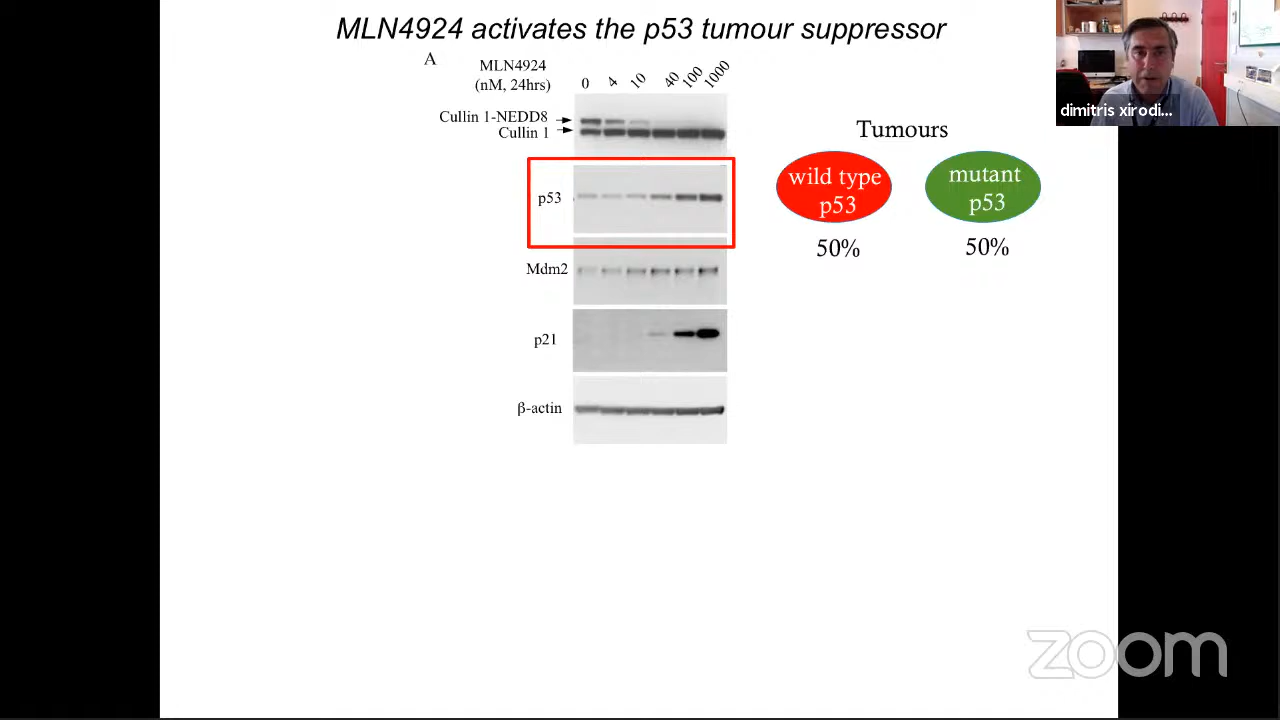 MLN4924 activates the p53 tumour suppressor
A
MLN4924
(nM, 24hrs)
0 4 10 40 100 1000
Cullin 1-NEDD8
Cullin 1
p53
Mdm2
p21
β-actin
Tumours
wild type
p53
mutant
p53
50%
50%
dimitris xirodi...
zoom